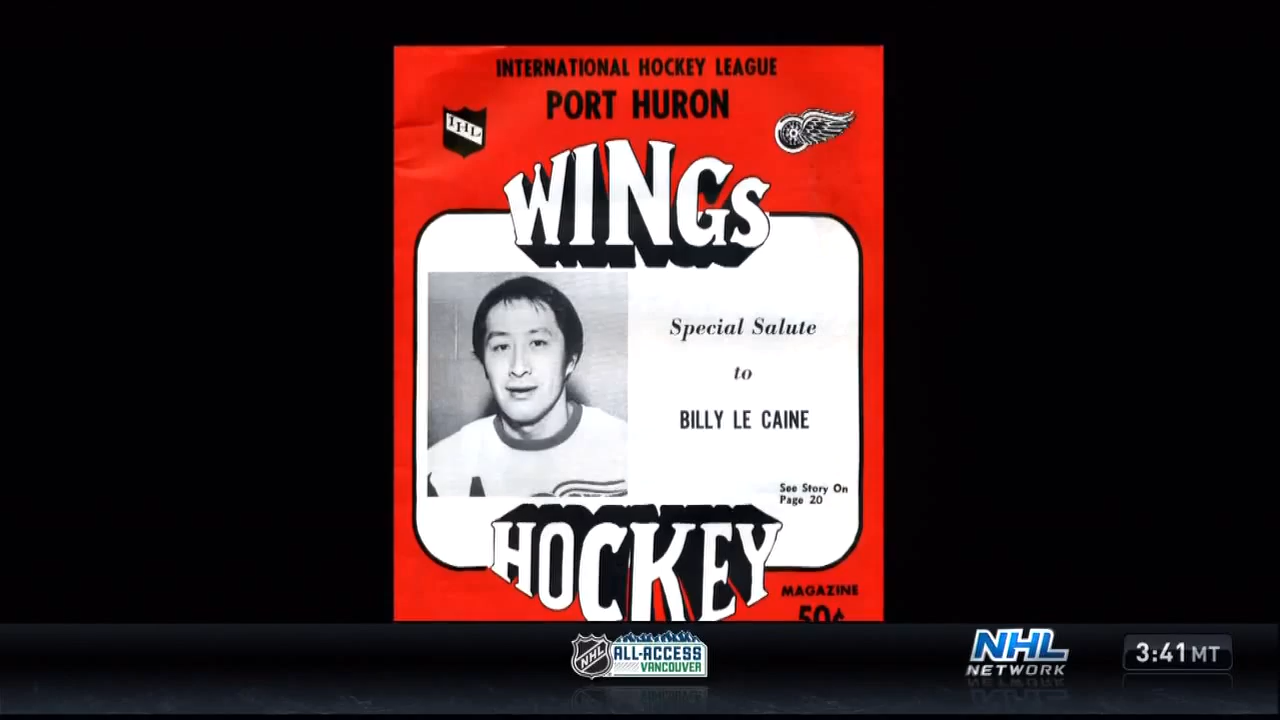 INTERNATIONAL HOCKEY LEAGUE
PORT HURON
IHL
WINGS
Special Salute
to
BILLY LE CAINE
See Story On
Page 20
HOCKEY
MAGAZINE
50¢
NHL
ALL-ACCESS
VANCOUVER
NHL
NETWORK
3:41 MT